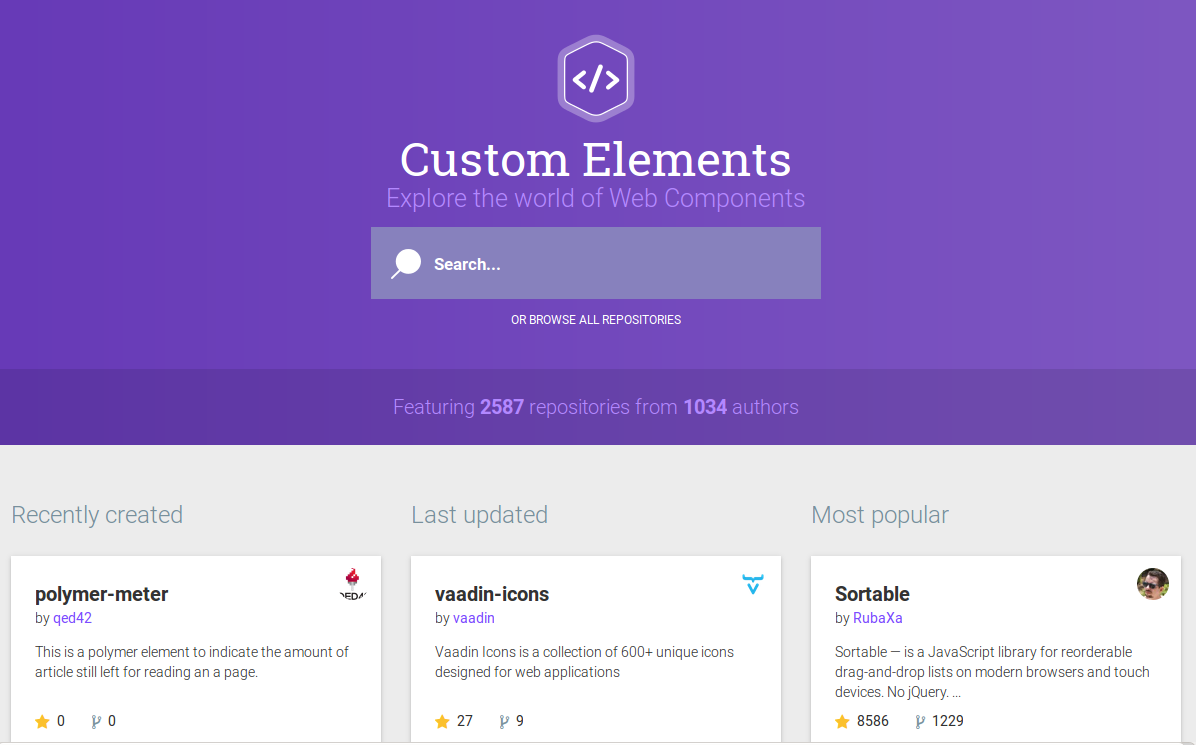 </>
Custom Elements
Explore the world of Web Components
Search...
OR BROWSE ALL REPOSITORIES
Featuring 2587 repositories from 1034 authors
Recently created
polymer-meter
by qed42
This is a polymer element to indicate the amount of
article still left for reading an a page.
0 0
Last updated
vaadin-icons
by vaadin
Vaadin Icons is a collection of 600+ unique icons
designed for web applications
27 9
Most popular
Sortable
by RubaXa
Sortable — is a JavaScript library for reorderable
drag-and-drop lists on modern browsers and touch
devices. No jQuery. ...
8586 1229